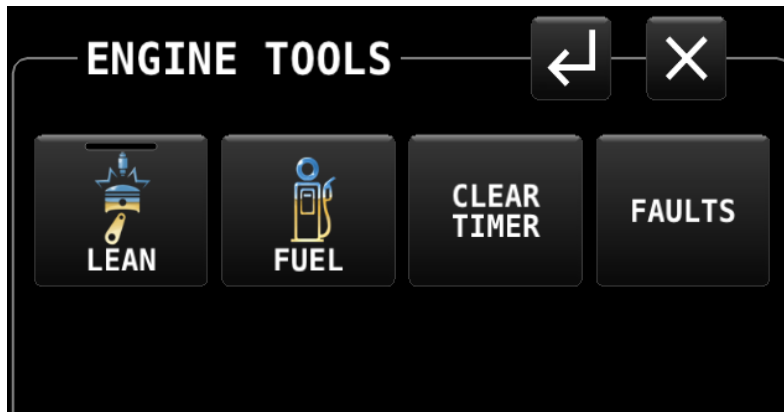 ENGINE TOOLS
LEAN
FUEL
CLEAR
TIMER
FAULTS